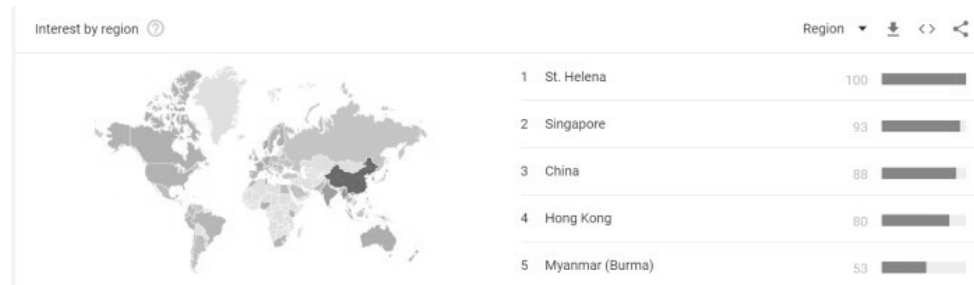 Interest by region ?
Region
1 St. Helena 100
2 Singapore 93
3 China 88
4 Hong Kong 80
5 Myanmar (Burma) 53